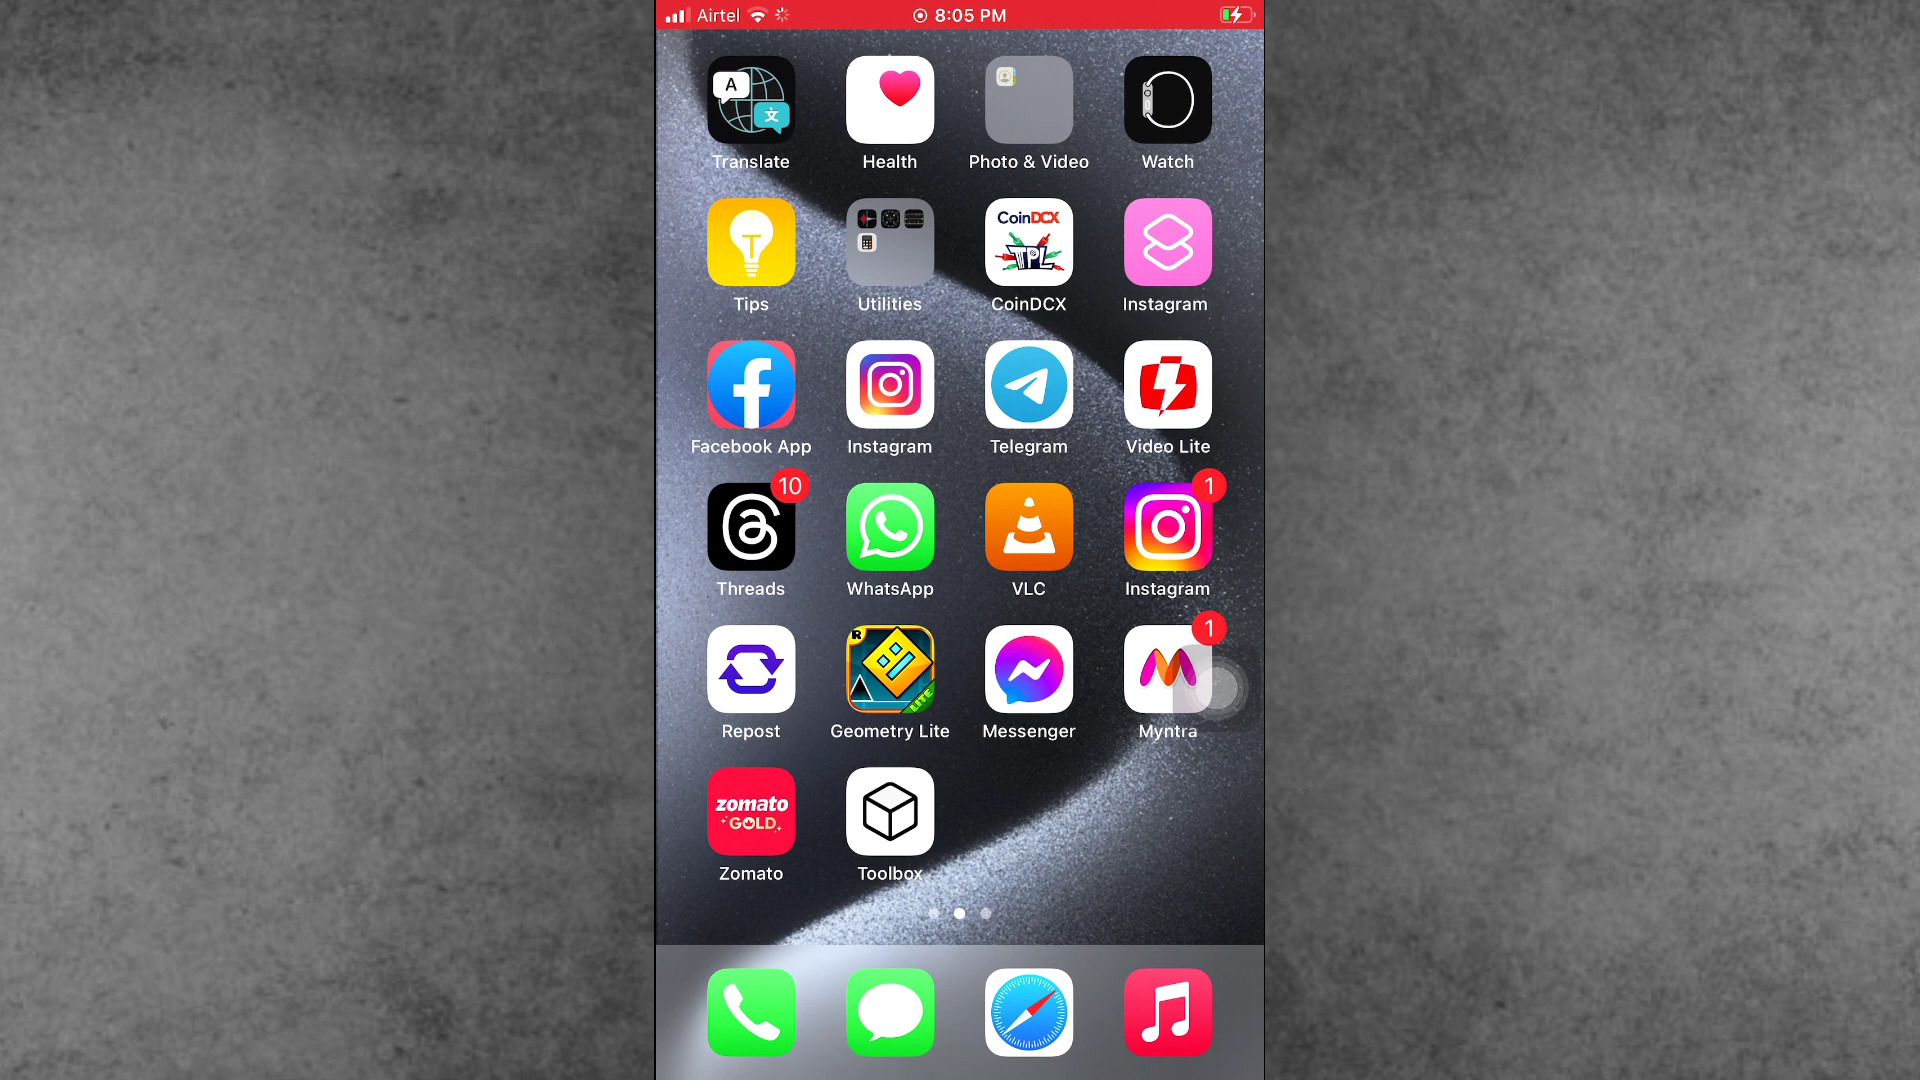 Airtel 8:05 PM
A 文
Translate Health Photo & Video Watch
CoinDCX
TPL
Tips Utilities CoinDCX Instagram
Facebook App Instagram Telegram Video Lite
10 1
Threads WhatsApp VLC Instagram
1
R
LITE
Repost Geometry Lite Messenger Myntra
zomato
GOLD
Zomato Toolbox